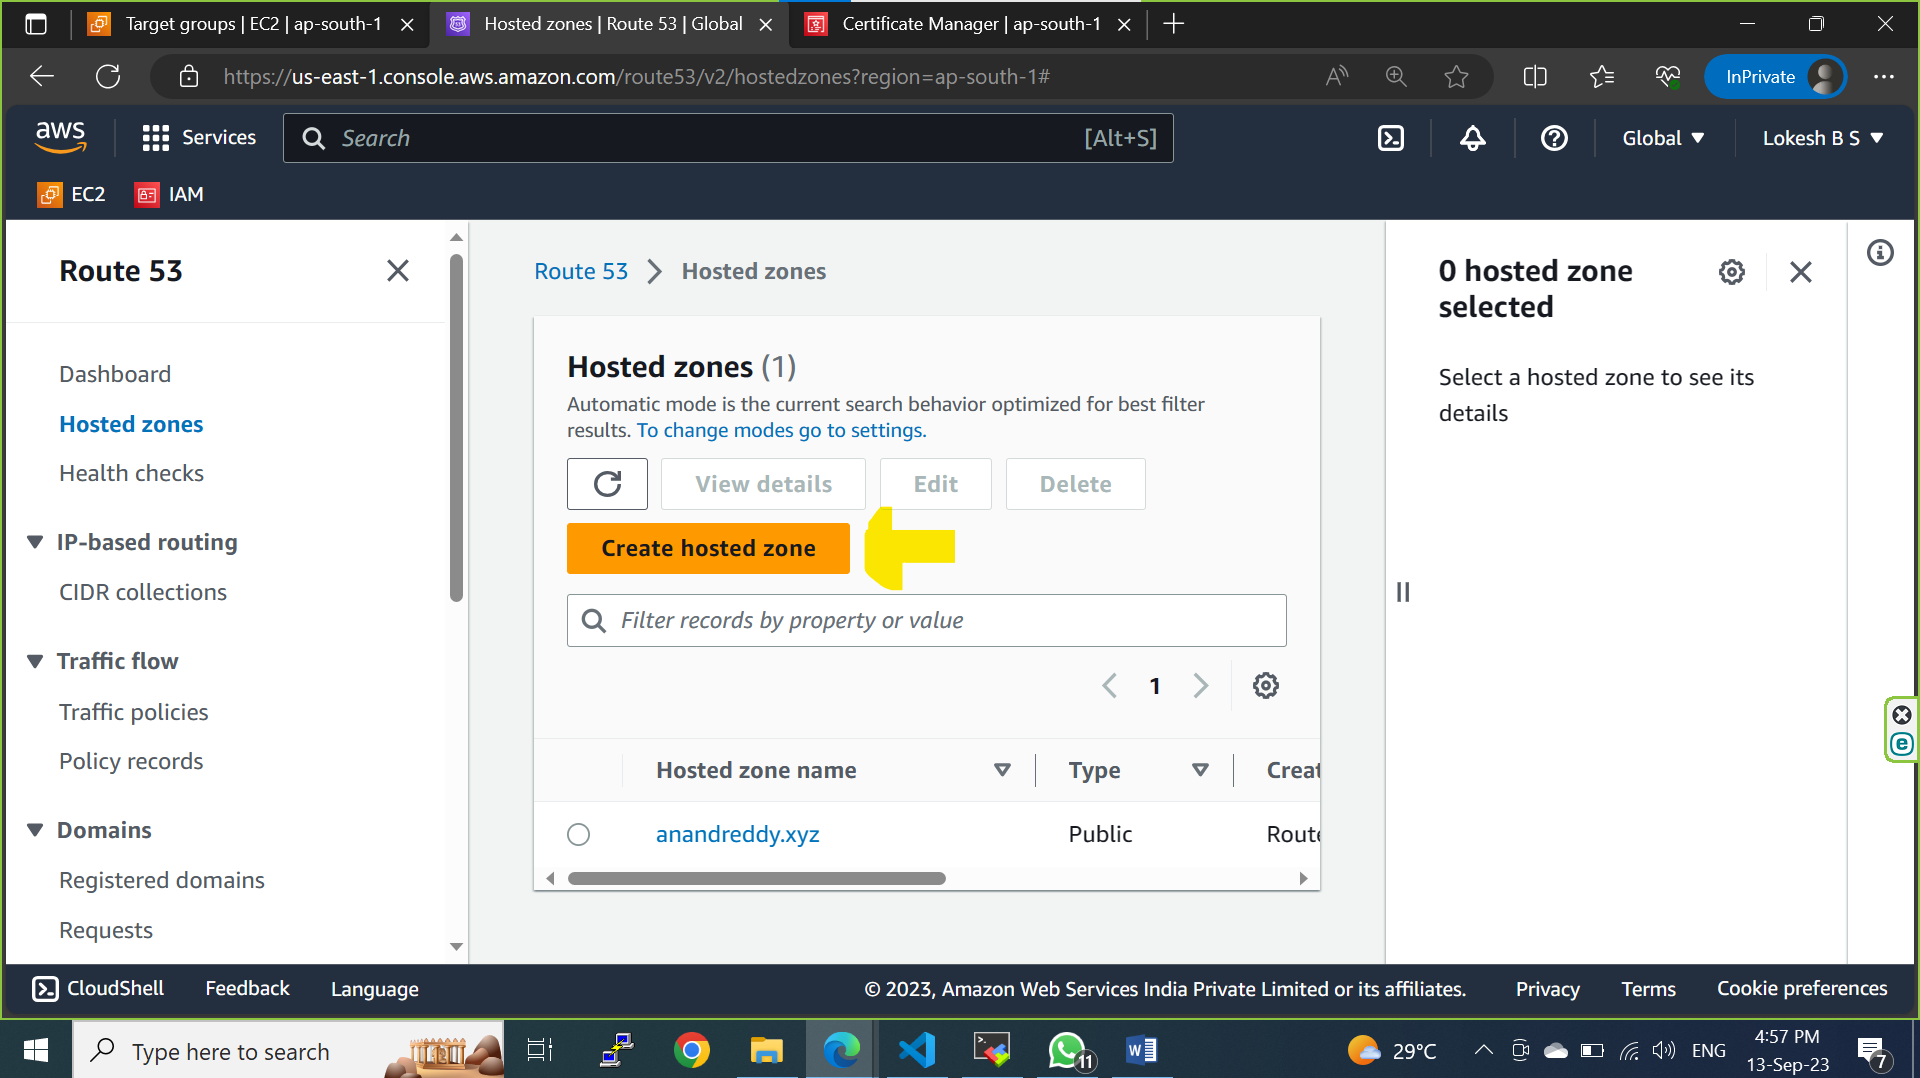 Target groups | EC2 | ap-south-1
Hosted zones | Route 53 | Global
Certificate Manager | ap-south-1
https://us-east-1.console.aws.amazon.com/route53/v2/hostedzones?region=ap-south-1#
InPrivate
aws
Services
Search
[Alt+S]
Global
Lokesh B S
EC2
IAM
Route 53
Dashboard
Hosted zones
Health checks
IP-based routing
CIDR collections
Traffic flow
Traffic policies
Policy records
Domains
Registered domains
Requests
Route 53
Hosted zones
Hosted zones (1)
Automatic mode is the current search behavior optimized for best filter
results. To change modes go to settings.
View details
Edit
Delete
Create hosted zone
Filter records by property or value
1
Hosted zone name
Type
Creat
anandreddy.xyz
Public
Route
0 hosted zone
selected
Select a hosted zone to see its
details
CloudShell
Feedback
Language
© 2023, Amazon Web Services India Private Limited or its affiliates.
Privacy
Terms
Cookie preferences
Type here to search
11
29°C
ENG
4:57 PM
13-Sep-23
7